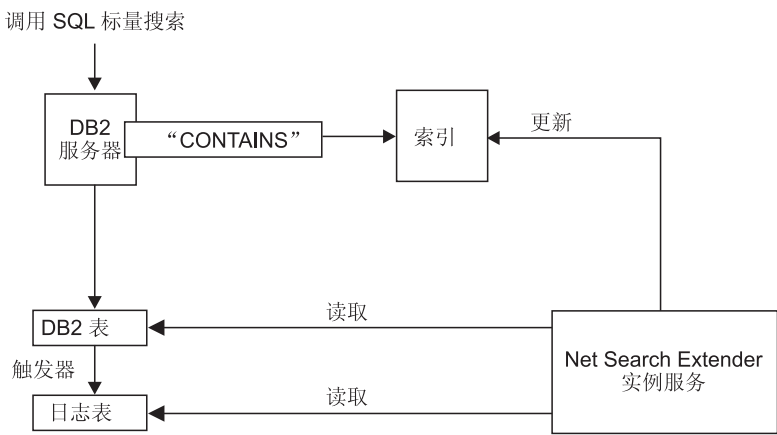 调用 SQL 标量搜索
DB2
服务器
“CONTAINS”
索引
更新
DB2 表
读取
触发器
日志表
读取
Net Search Extender
实例服务